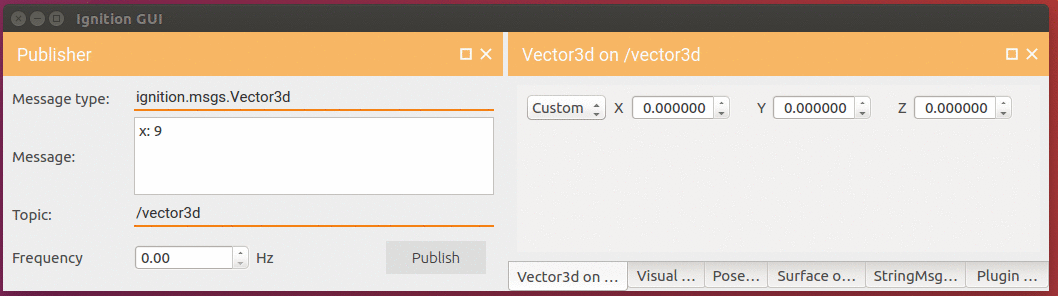 Ignition GUI
Publisher
Message type: ignition.msgs.Vector3d
Message: x: 9
Topic: /vector3d
Frequency 0.00 Hz Publish
Vector3d on /vector3d
Custom X 0.000000 Y 0.000000 Z 0.000000
Vector3d on ... Visual ... Pose... Surface o... StringMsg... Plugin ...